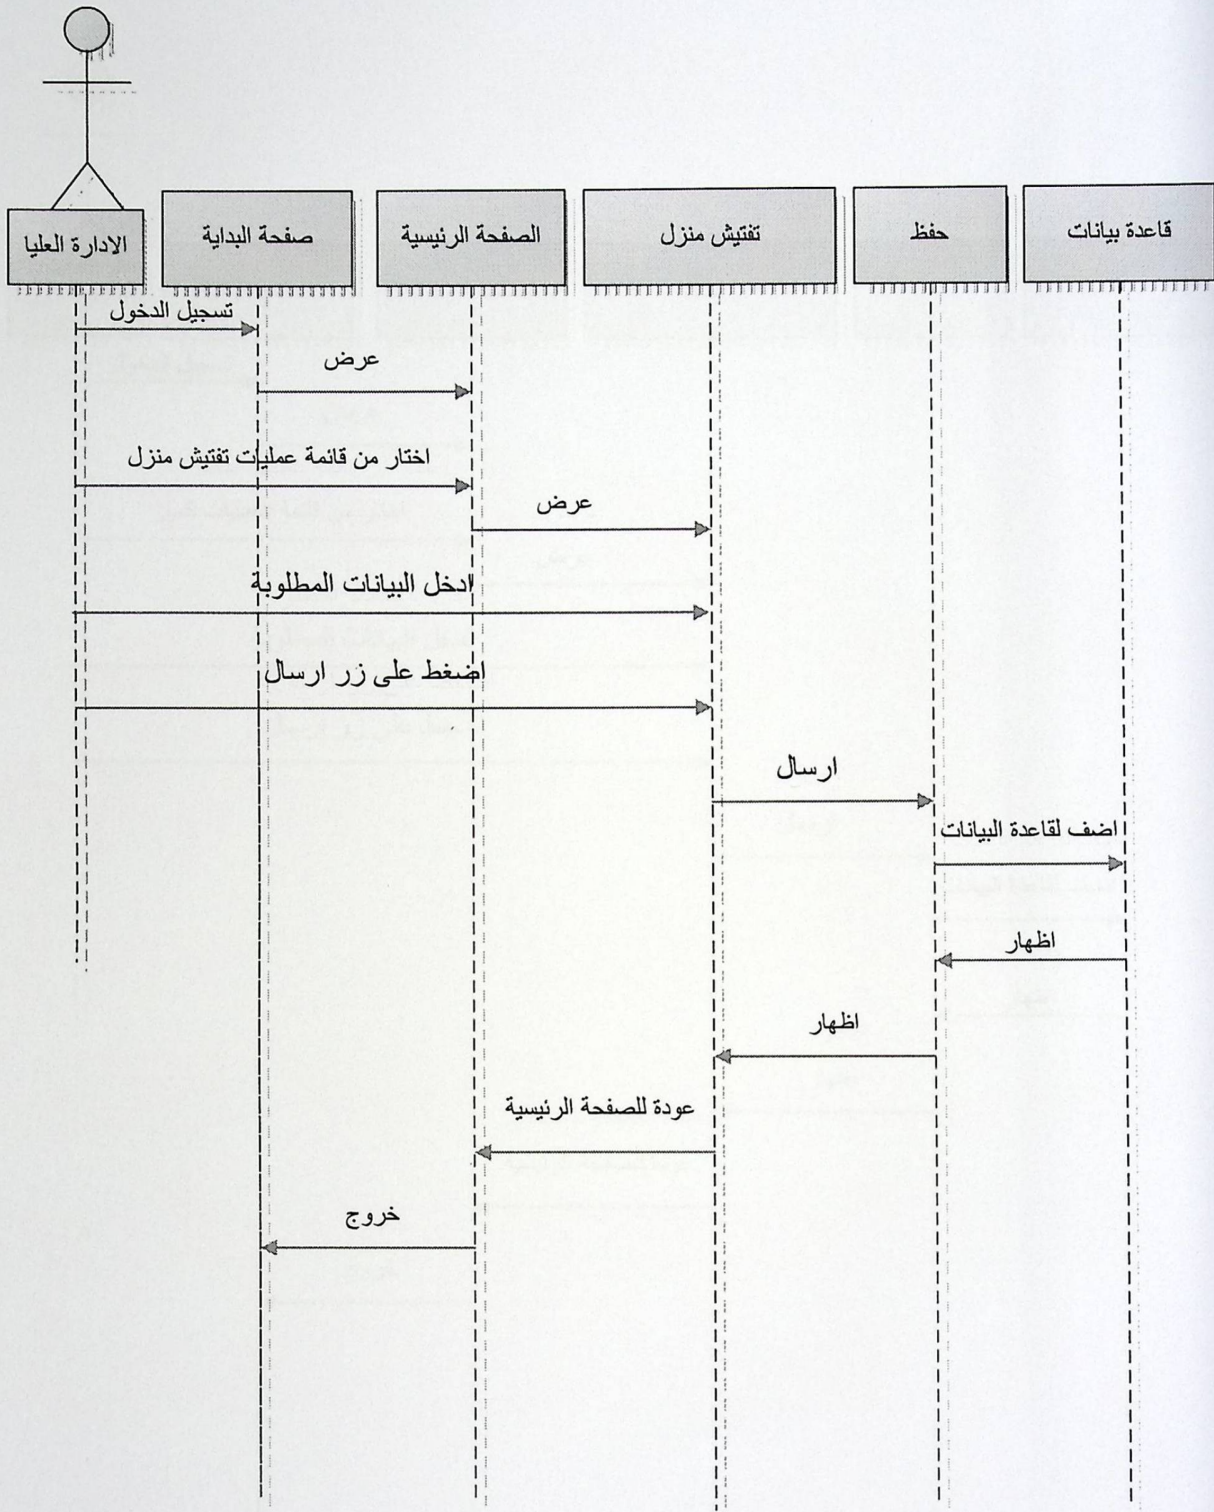 الادارة العليا
صفحة البداية
الصفحة الرئيسية
تفتيش منزل
حفظ
قاعدة بيانات
تسجيل الدخول
عرض
اختار من قائمة عمليات تفتيش منزل
عرض
ادخل البيانات المطلوبة
اضغط على زر ارسال
ارسال
اضف لقاعدة البيانات
اظهار
اظهار
عودة للصفحة الرئيسية
خروج